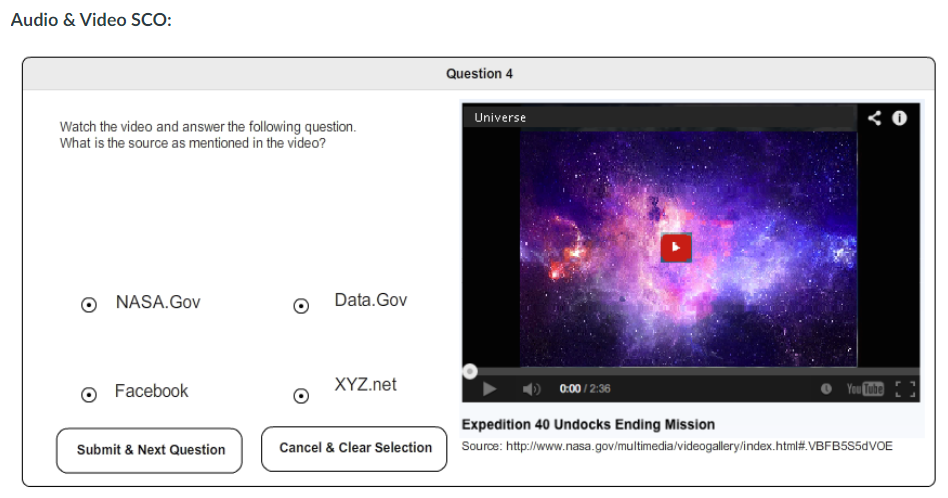 Audio & Video SCO:
Question 4
Watch the video and answer the following question.
What is the source as mentioned in the video?
NASA.Gov
Data.Gov
Facebook
XYZ.net
Submit & Next Question
Cancel & Clear Selection
Universe
0:00 / 2:36
YouTube
Expedition 40 Undocks Ending Mission
Source: http://www.nasa.gov/multimedia/videogallery/index.html#.VBFB5S5dVOE